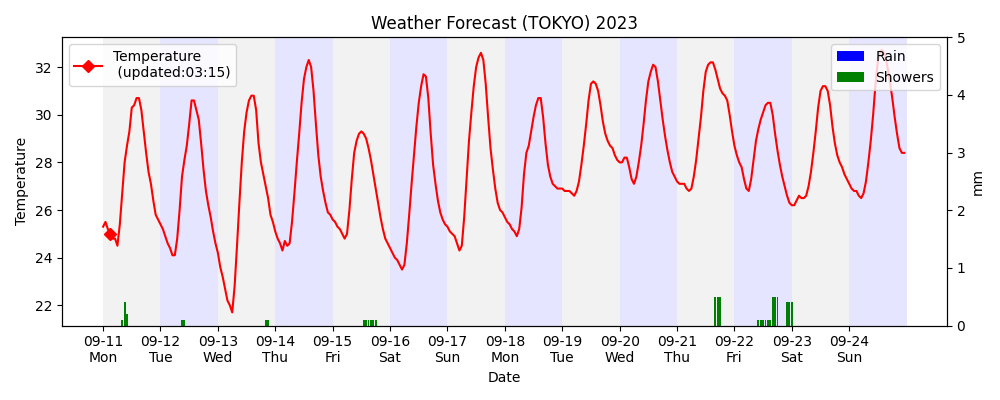 Weather Forecast (TOKYO) 2023
Temperature
(updated:03:15)
Rain
Showers
Temperature
32
30
28
26
24
22
5
4
3
2
1
0
mm
09-11 09-12 09-13 09-14 09-15 09-16 09-17 09-18 09-19 09-20 09-21 09-22 09-23 09-24
Mon Tue Wed Thu Fri Sat Sun Mon Tue Wed Thu Fri Sat Sun
Date